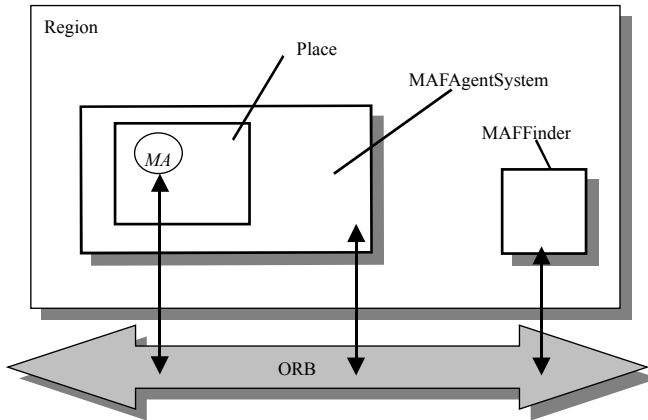 Region
Place
MAFAgentSystem
MAFFinder
MA
ORB